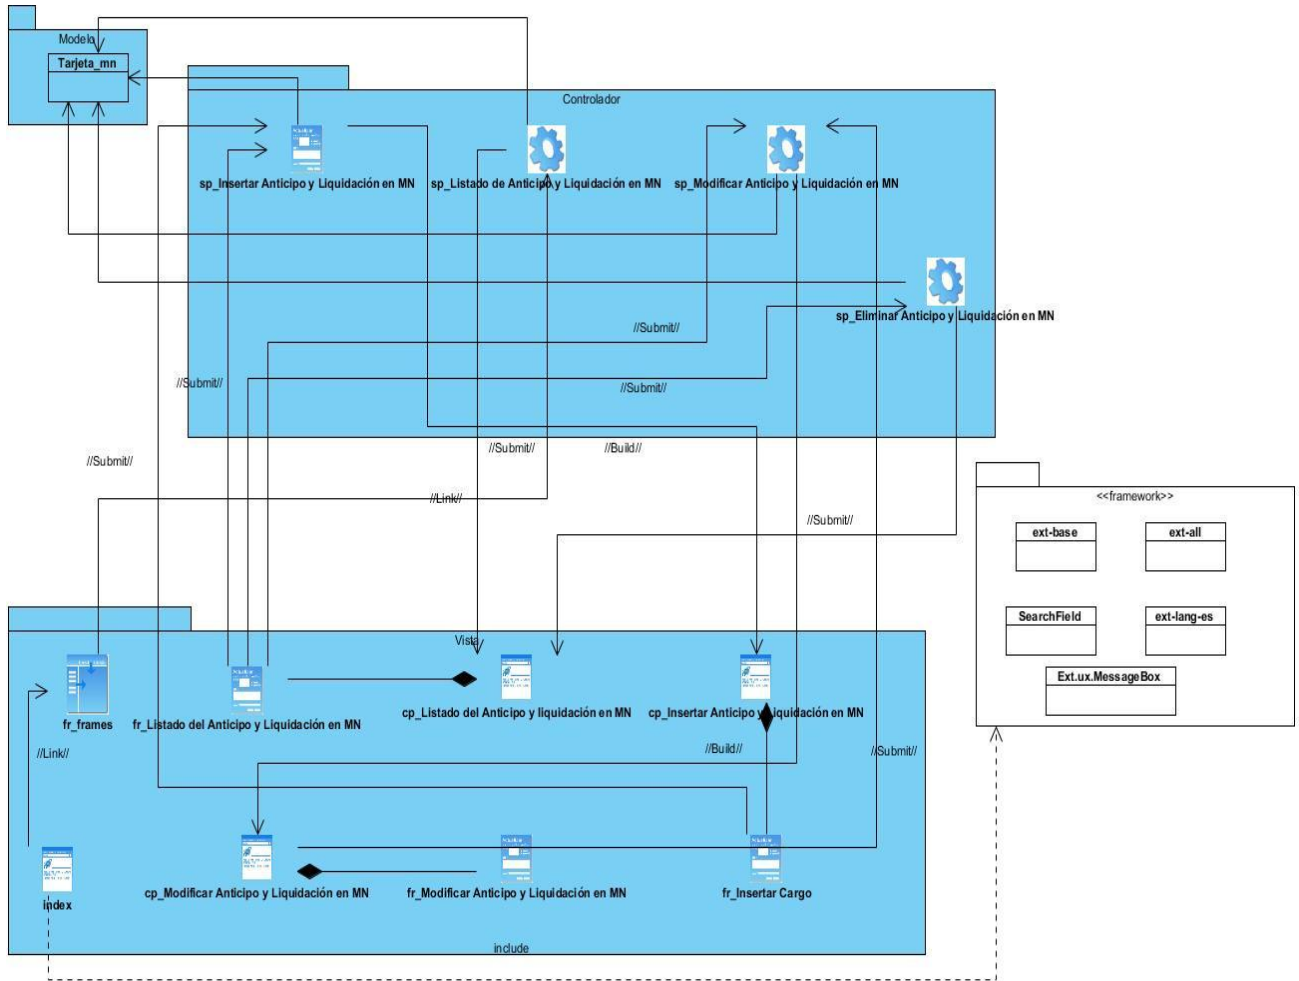 Modelo
Tarjeta_mn
Controlador
sp_Insertar Anticipo y Liquidación en MN
sp_Listado de Anticipo y Liquidación en MN
sp_Modificar Anticipo y Liquidación en MN
sp_Eliminar Anticipo y Liquidación en MN
//Submit//
//Submit//
//Submit//
//Submit//
//Submit//
//Build//
//Link//
//Submit//
<<framework>>
ext-base
ext-all
SearchField
ext-lang-es
Ext.ux.MessageBox
Vista
fr_frames
fr_Listado del Anticipo y Liquidación en MN
cp_Listado del Anticipo y liquidación en MN
cp_Insertar Anticipo y Liquidación en MN
//Link//
//Build//
//Submit//
index
cp_Modificar Anticipo y Liquidación en MN
fr_Modificar Anticipo y Liquidación en MN
fr_Insertar Cargo
include